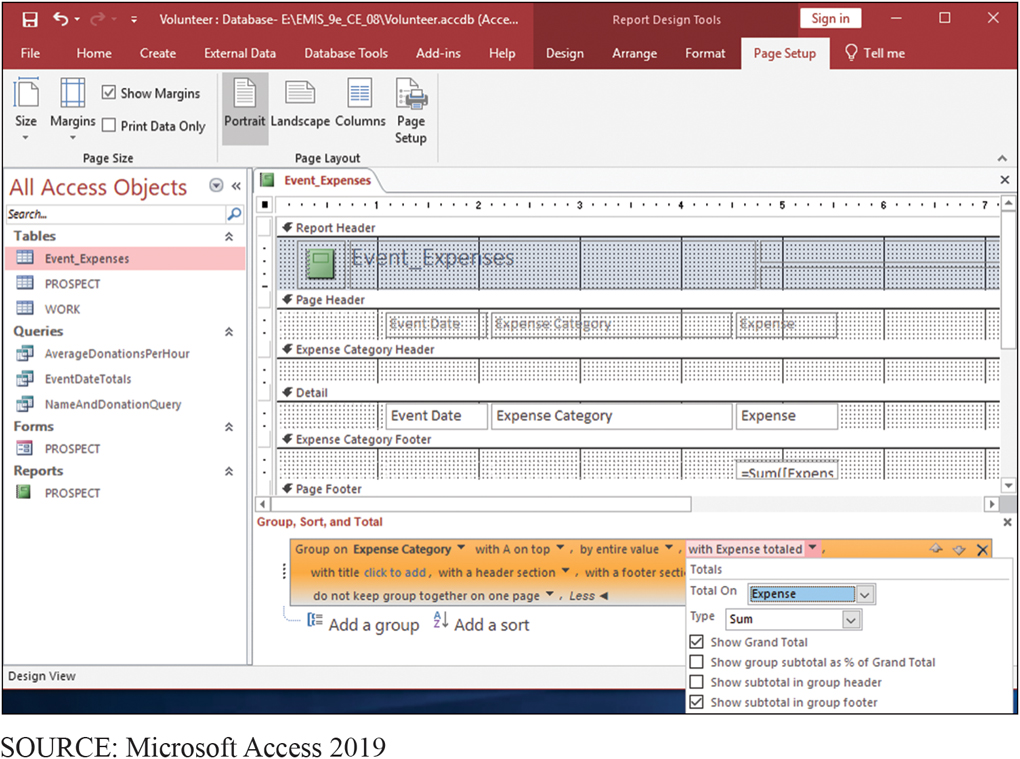 Volunteer : Database- E:\EMIS_9e_CE_08\Volunteer.accdb (Acce...
Report Design Tools
Sign in
File Home Create External Data Database Tools Add-ins Help Design Arrange Format Page Setup Tell me
Size
Margins
Show Margins
Print Data Only
Portrait
Landscape
Columns
Page
Setup
Page Size
Page Layout
All Access Objects
Search...
Tables
Event_Expenses
PROSPECT
WORK
Queries
AverageDonationsPerHour
EventDateTotals
NameAndDonationQuery
Forms
PROSPECT
Reports
PROSPECT
Event_Expenses
1 2 3 4 5 6 7
Report Header
Event_Expenses
Page Header
Event Date Expense Category Expense
Expense Category Header
Detail
Event Date Expense Category Expense
Expense Category Footer
=Sum([Expens
Page Footer
Group, Sort, and Total
Group on Expense Category with A on top , by entire value , with Expense totaled ,
with title click to add, with a header section , with a footer secti
do not keep group together on one page , Less
Add a group
Add a sort
Totals
Total On Expense
Type Sum
Show Grand Total
Show group subtotal as % of Grand Total
Show subtotal in group header
Show subtotal in group footer
Design View
SOURCE: Microsoft Access 2019